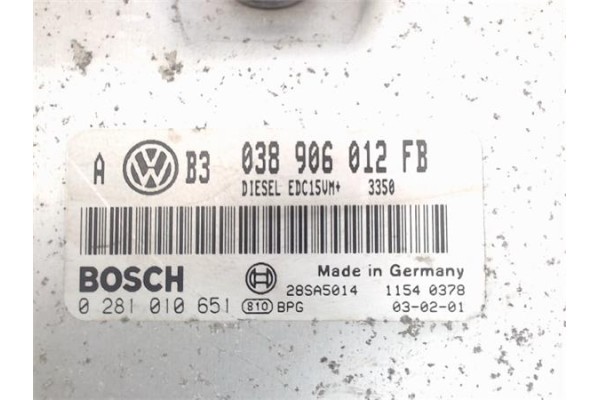 A VW B3 038 906 012 FB
DIESEL EDC15VM+ 3350
BOSCH Made in Germany
28SA5014 1154 0378
0 281 010 651 810 BPG 03-02-01